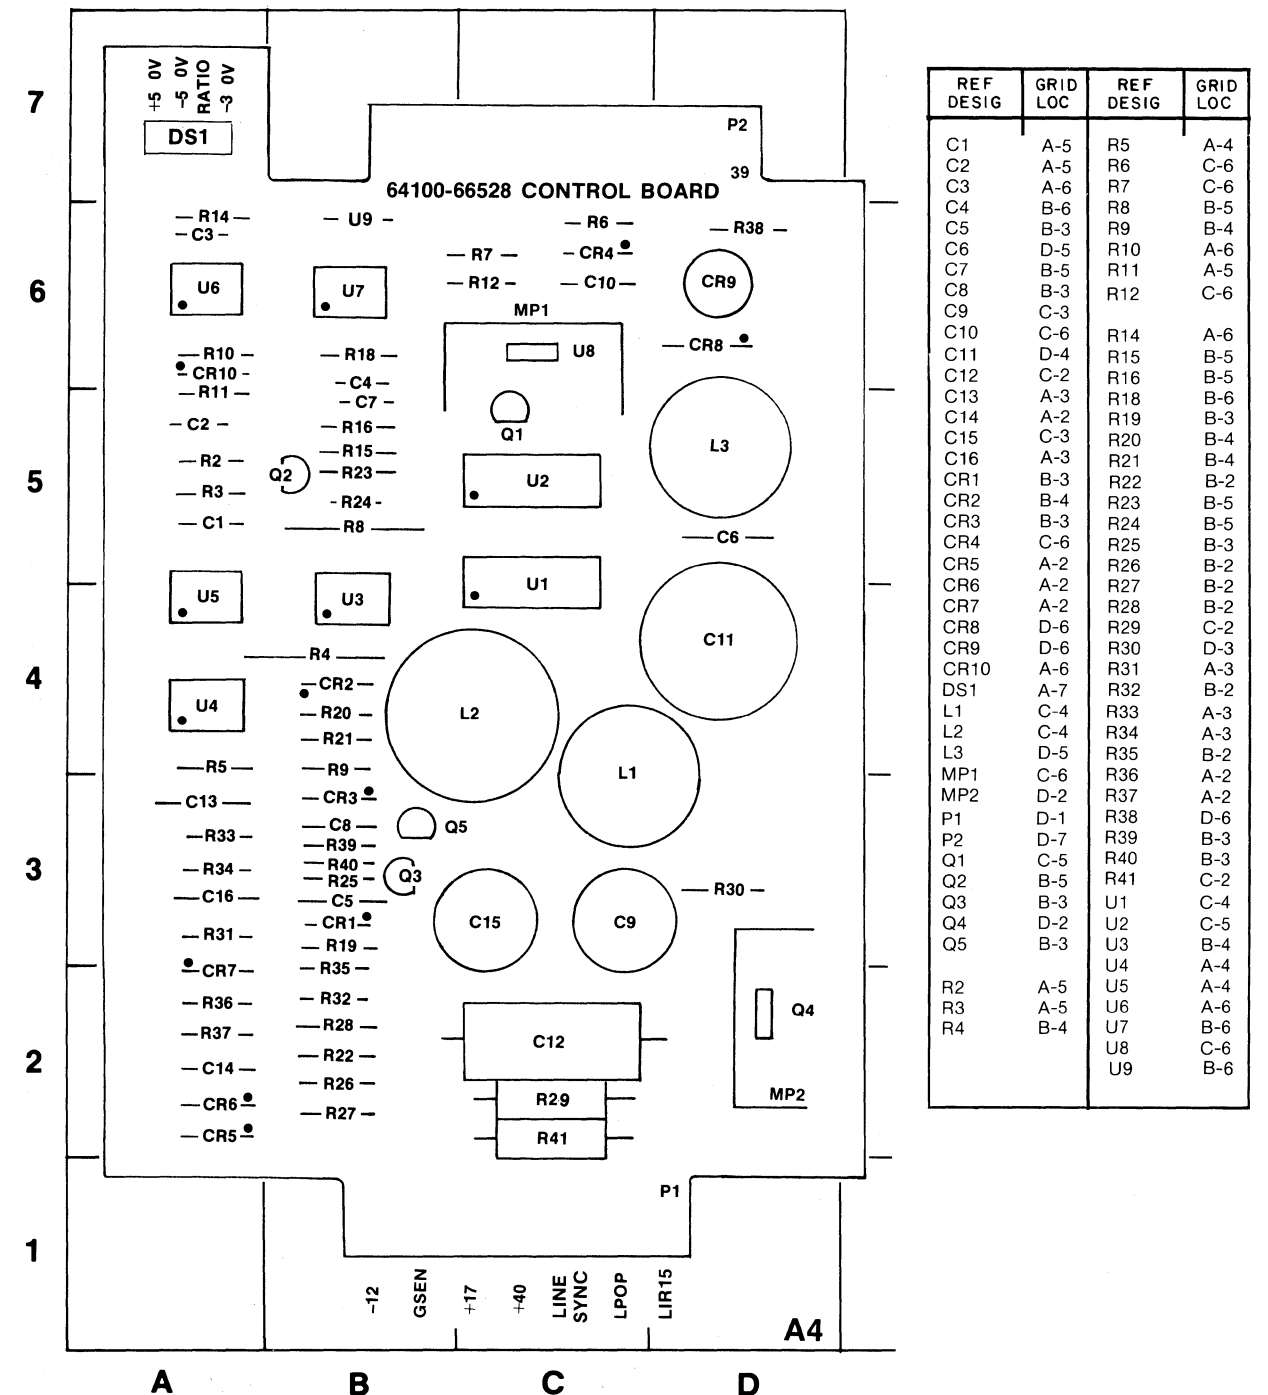 7
6
5
4
3
2
1
A
B
C
D
+5 0V
-5 0V
RATIO
-3 0V
DS1
P2
39
64100-66528 CONTROL BOARD
R14
U9
R6
R38
C3
R7
CR4
R12
C10
U6
U7
CR9
MP1
U8
CR8
R10
R18
CR10
C4
R11
C7
C2
R16
Q1
L3
R15
R2
Q2
R23
U2
R3
R24
C1
R8
C6
U5
U3
U1
R4
C11
CR2
U4
R20
L2
R21
R5
R9
L1
C13
CR3
R33
C8
Q5
R39
R34
R40
R25
Q3
R30
C16
C5
CR1
C15
C9
R31
R19
CR7
R35
R36
R32
Q4
R37
R28
C12
R22
C14
R26
CR6
R29
MP2
R27
CR5
R41
P1
-12
GSEN
+17
+40
LINE
SYNC
LPOP
LIR15
A4
REF DESIG GRID LOC REF DESIG GRID LOC
C1 A-5 R5 A-4
C2 A-5 R6 C-6
C3 A-6 R7 C-6
C4 B-6 R8 B-5
C5 B-3 R9 B-4
C6 D-5 R10 A-6
C7 B-5 R11 A-5
C8 B-3 R12 C-6
C9 C-3
C10 C-6 R14 A-6
C11 D-4 R15 B-5
C12 C-2 R16 B-5
C13 A-3 R18 B-6
C14 A-2 R19 B-3
C15 C-3 R20 B-4
C16 A-3 R21 B-4
CR1 B-3 R22 B-2
CR2 B-4 R23 B-5
CR3 B-3 R24 B-5
CR4 C-6 R25 B-3
CR5 A-2 R26 B-2
CR6 A-2 R27 B-2
CR7 A-2 R28 B-2
CR8 D-6 R29 C-2
CR9 D-6 R30 D-3
CR10 A-6 R31 A-3
DS1 A-7 R32 B-2
L1 C-4 R33 A-3
L2 C-4 R34 A-3
L3 D-5 R35 B-2
MP1 C-6 R36 A-2
MP2 D-2 R37 A-2
P1 D-1 R38 D-6
P2 D-7 R39 B-3
Q1 C-5 R40 B-3
Q2 B-5 R41 C-2
Q3 B-3 U1 C-4
Q4 D-2 U2 C-5
Q5 B-3 U3 B-4
U4 A-4
R2 A-5 U5 A-4
R3 A-5 U6 A-6
R4 B-4 U7 B-6
U8 C-6
U9 B-6